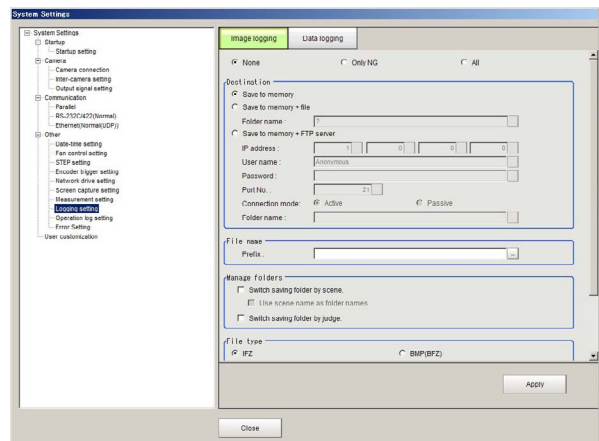 System Settings
System Settings
Startup
Startup setting
Camera
Camera connection
Inter-camera setting
Output signal setting
Communication
Parallel
RS-232C/422(Normal)
Ethernet(Normal(UDP))
Other
Date-time setting
Fan control setting
STEP setting
Encoder trigger setting
Network drive setting
Screen capture setting
Measurement setting
Logging setting
Operation log setting
Error Setting
User customization
Image logging Data logging
None Only NG All
Destination
Save to memory
Save to memory + file
Folder name : ?
Save to memory + FTP server
IP address : 1 0 0 0
User name : Anonymous
Password :
Port No. : 21
Connection mode: Active Passive
Folder name :
File name
Prefix : ...
Manage folders
Switch saving folder by scene.
Use scene name as folder names
Switch saving folder by judge.
File type
IFZ BMP(BFZ)
Apply
Close